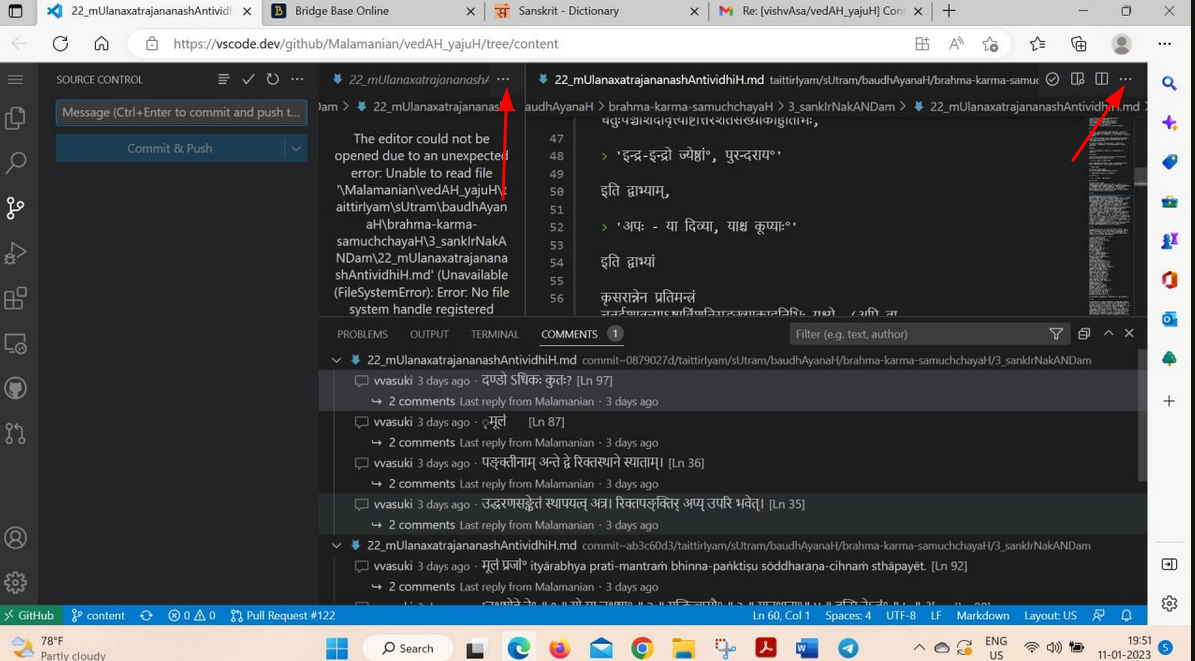 22_mUlanaxatrajananashAntividh
Bridge Base Online
Sanskrit - Dictionary
Re: [vishvAsa/vedAH_yajuH] Con
https://vscode.dev/github/Malamanian/vedAH_yajuH/tree/content
SOURCE CONTROL
Message (Ctrl+Enter to commit and push t...
Commit & Push
22_mUlanaxatrajananashA
22_mUlanaxatrajananashAntividhiH.md taittirIyam/sUtram/baudhAyanaH/brahma-karma-samuc
Dam > 22_mUlanaxatrajananas
audhAyanaH > brahma-karma-samuchchayaH > 3_sankIrNakANDam > 22_mUlanaxatrajananashAntividhiH.md
The editor could not be
opened due to an unexpected
error: Unable to read file
'\Malamanian\vedAH_yajuH\t
aittirIyam\sUtram\baudhAyan
aH\brahma-karma-
samuchchayaH\3_sankIrNakA
NDam\22_mUlanaxatrajanana
shAntividhiH.md' (Unavailable
(FileSystemError): Error: No file
system handle registered
47
48 > 'इन्द्र-इन्द्रो ज्येष्ठां°, पुरन्दराय°'
49
50 इति द्वाभ्याम्,
51
52 > 'अपः - या दिव्या, याश्च कूप्याः°'
53
54 इति द्वाभ्यां
55
56 कृसरान्नेन प्रतिमन्त्रं
PROBLEMS OUTPUT TERMINAL COMMENTS 1
Filter (e.g. text, author)
22_mUlanaxatrajananashAntividhiH.md commit~0879027d/taittirIyam/sUtram/baudhAyanaH/brahma-karma-samuchchayaH/3_sankIrNakANDam
vvasuki 3 days ago · दण्डो ऽधिकः कुतः? [Ln 97]
2 comments Last reply from Malamanian · 3 days ago
vvasuki 3 days ago · ृमूलं [Ln 87]
2 comments Last reply from Malamanian · 3 days ago
vvasuki 3 days ago · पङ्क्तीनाम् अन्ते द्वे रिक्तस्थाने स्याताम्। [Ln 36]
2 comments Last reply from Malamanian · 3 days ago
vvasuki 3 days ago · उद्धरणसङ्केतं स्थापयत्व् अत्र। रिक्तपङ्क्तिर् अप्य् उपरि भवेत्। [Ln 35]
2 comments Last reply from Malamanian · 3 days ago
22_mUlanaxatrajananashAntividhiH.md commit~ab3c60d3/taittirIyam/sUtram/baudhAyanaH/brahma-karma-samuchchayaH/3_sankIrNakANDam
vvasuki 3 days ago · मूलं प्रजां° ityārabhya prati-mantraṁ bhinna-paṅktiṣu sōddharaṇa-cihnaṁ sthāpayēt. [Ln 92]
2 comments Last reply from Malamanian · 3 days ago
GitHub content 0 0 Pull Request #122
Ln 60, Col 1 Spaces: 4 UTF-8 LF Markdown Layout: US
78°F
Partly cloudy
Search
ENG
US
19:51
11-01-2023
5